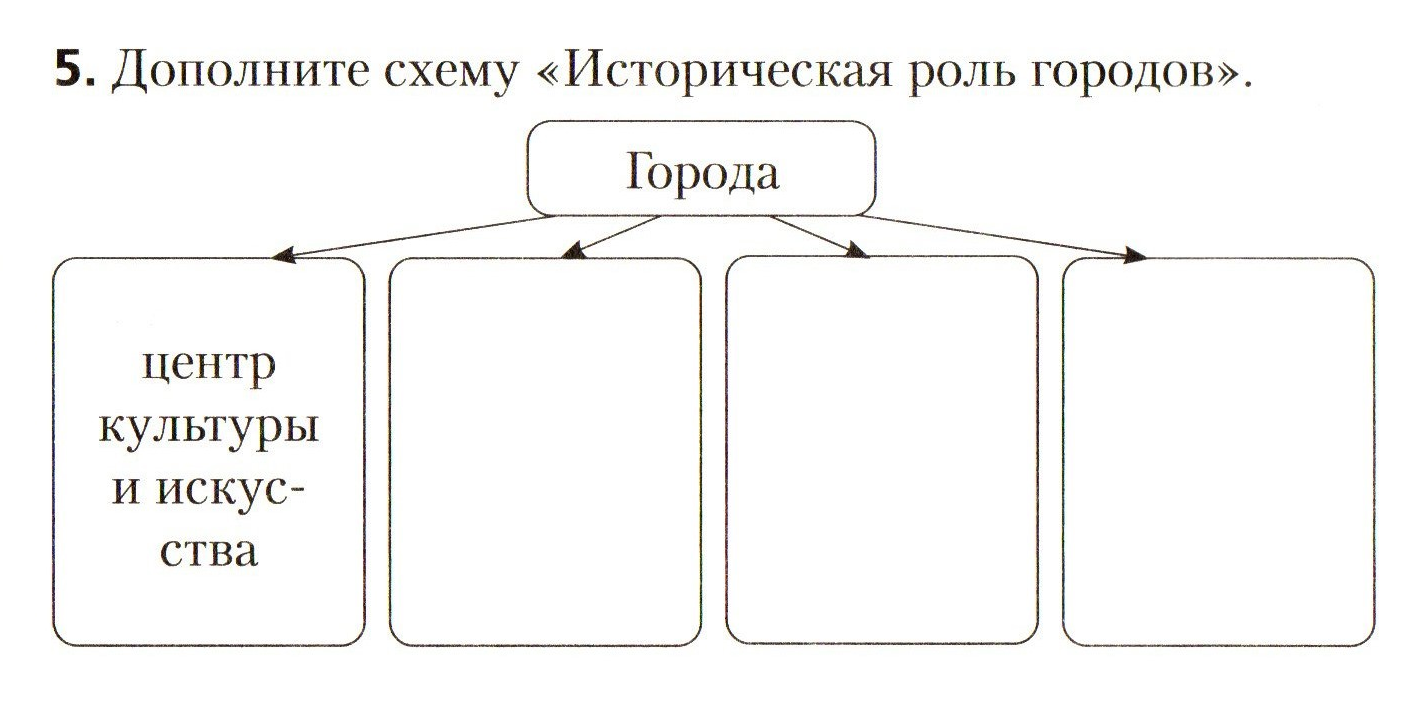 5. Дополните схему «Историческая роль городов».
Города
центр
культуры
и искус-
ства